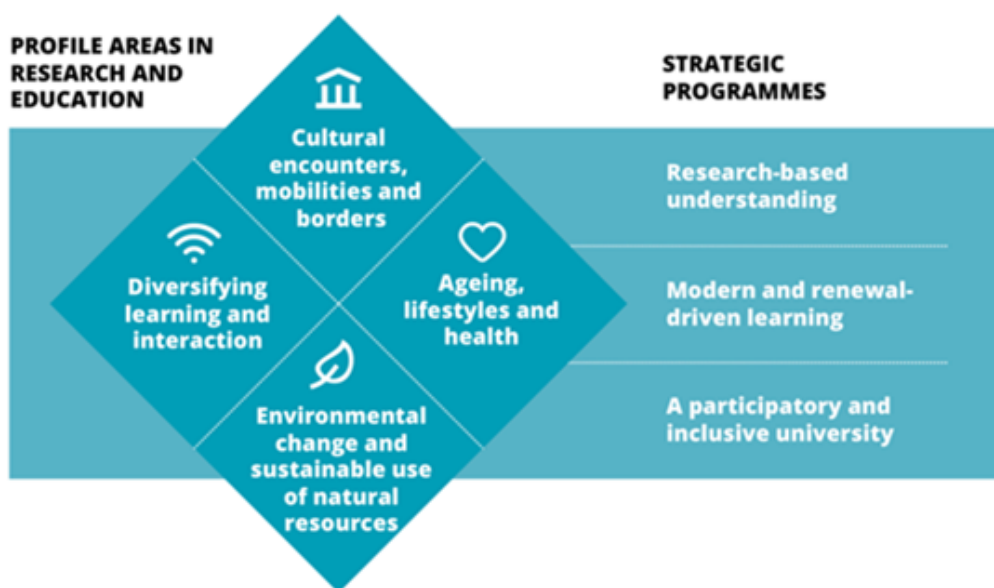 PROFILE AREAS IN
RESEARCH AND
EDUCATION
Cultural
encounters,
mobilities and
borders
Diversifying
learning and
interaction
Ageing,
lifestyles and
health
Environmental
change and
sustainable use
of natural
resources
STRATEGIC
PROGRAMMES
Research-based
understanding
Modern and renewal-
driven learning
A participatory and
inclusive university